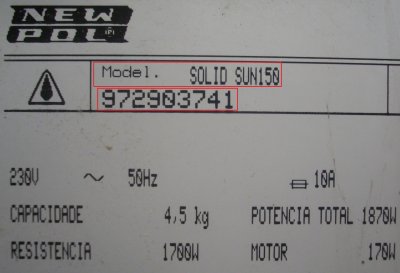 NEW
POL
Model. SOLID SUN150
972903741
230V ~ 50Hz 10A
CAPACIDADE 4,5 kg POTENCIA TOTAL 1870W
RESISTENCIA 1700W MOTOR 170W